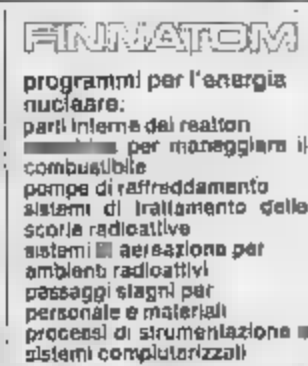 FINNATOM
programmi per l'energia
nucleare:
parti interne dei reattori
per maneggiare il
combustibile
pompe di raffreddamento
sistemi di trattamento delle
scorie radioattive
sistemi aereazione per
ambienti radioattivi
passaggi stagni per
personale e materiali
processi di strumentazione
sistemi computerizzati